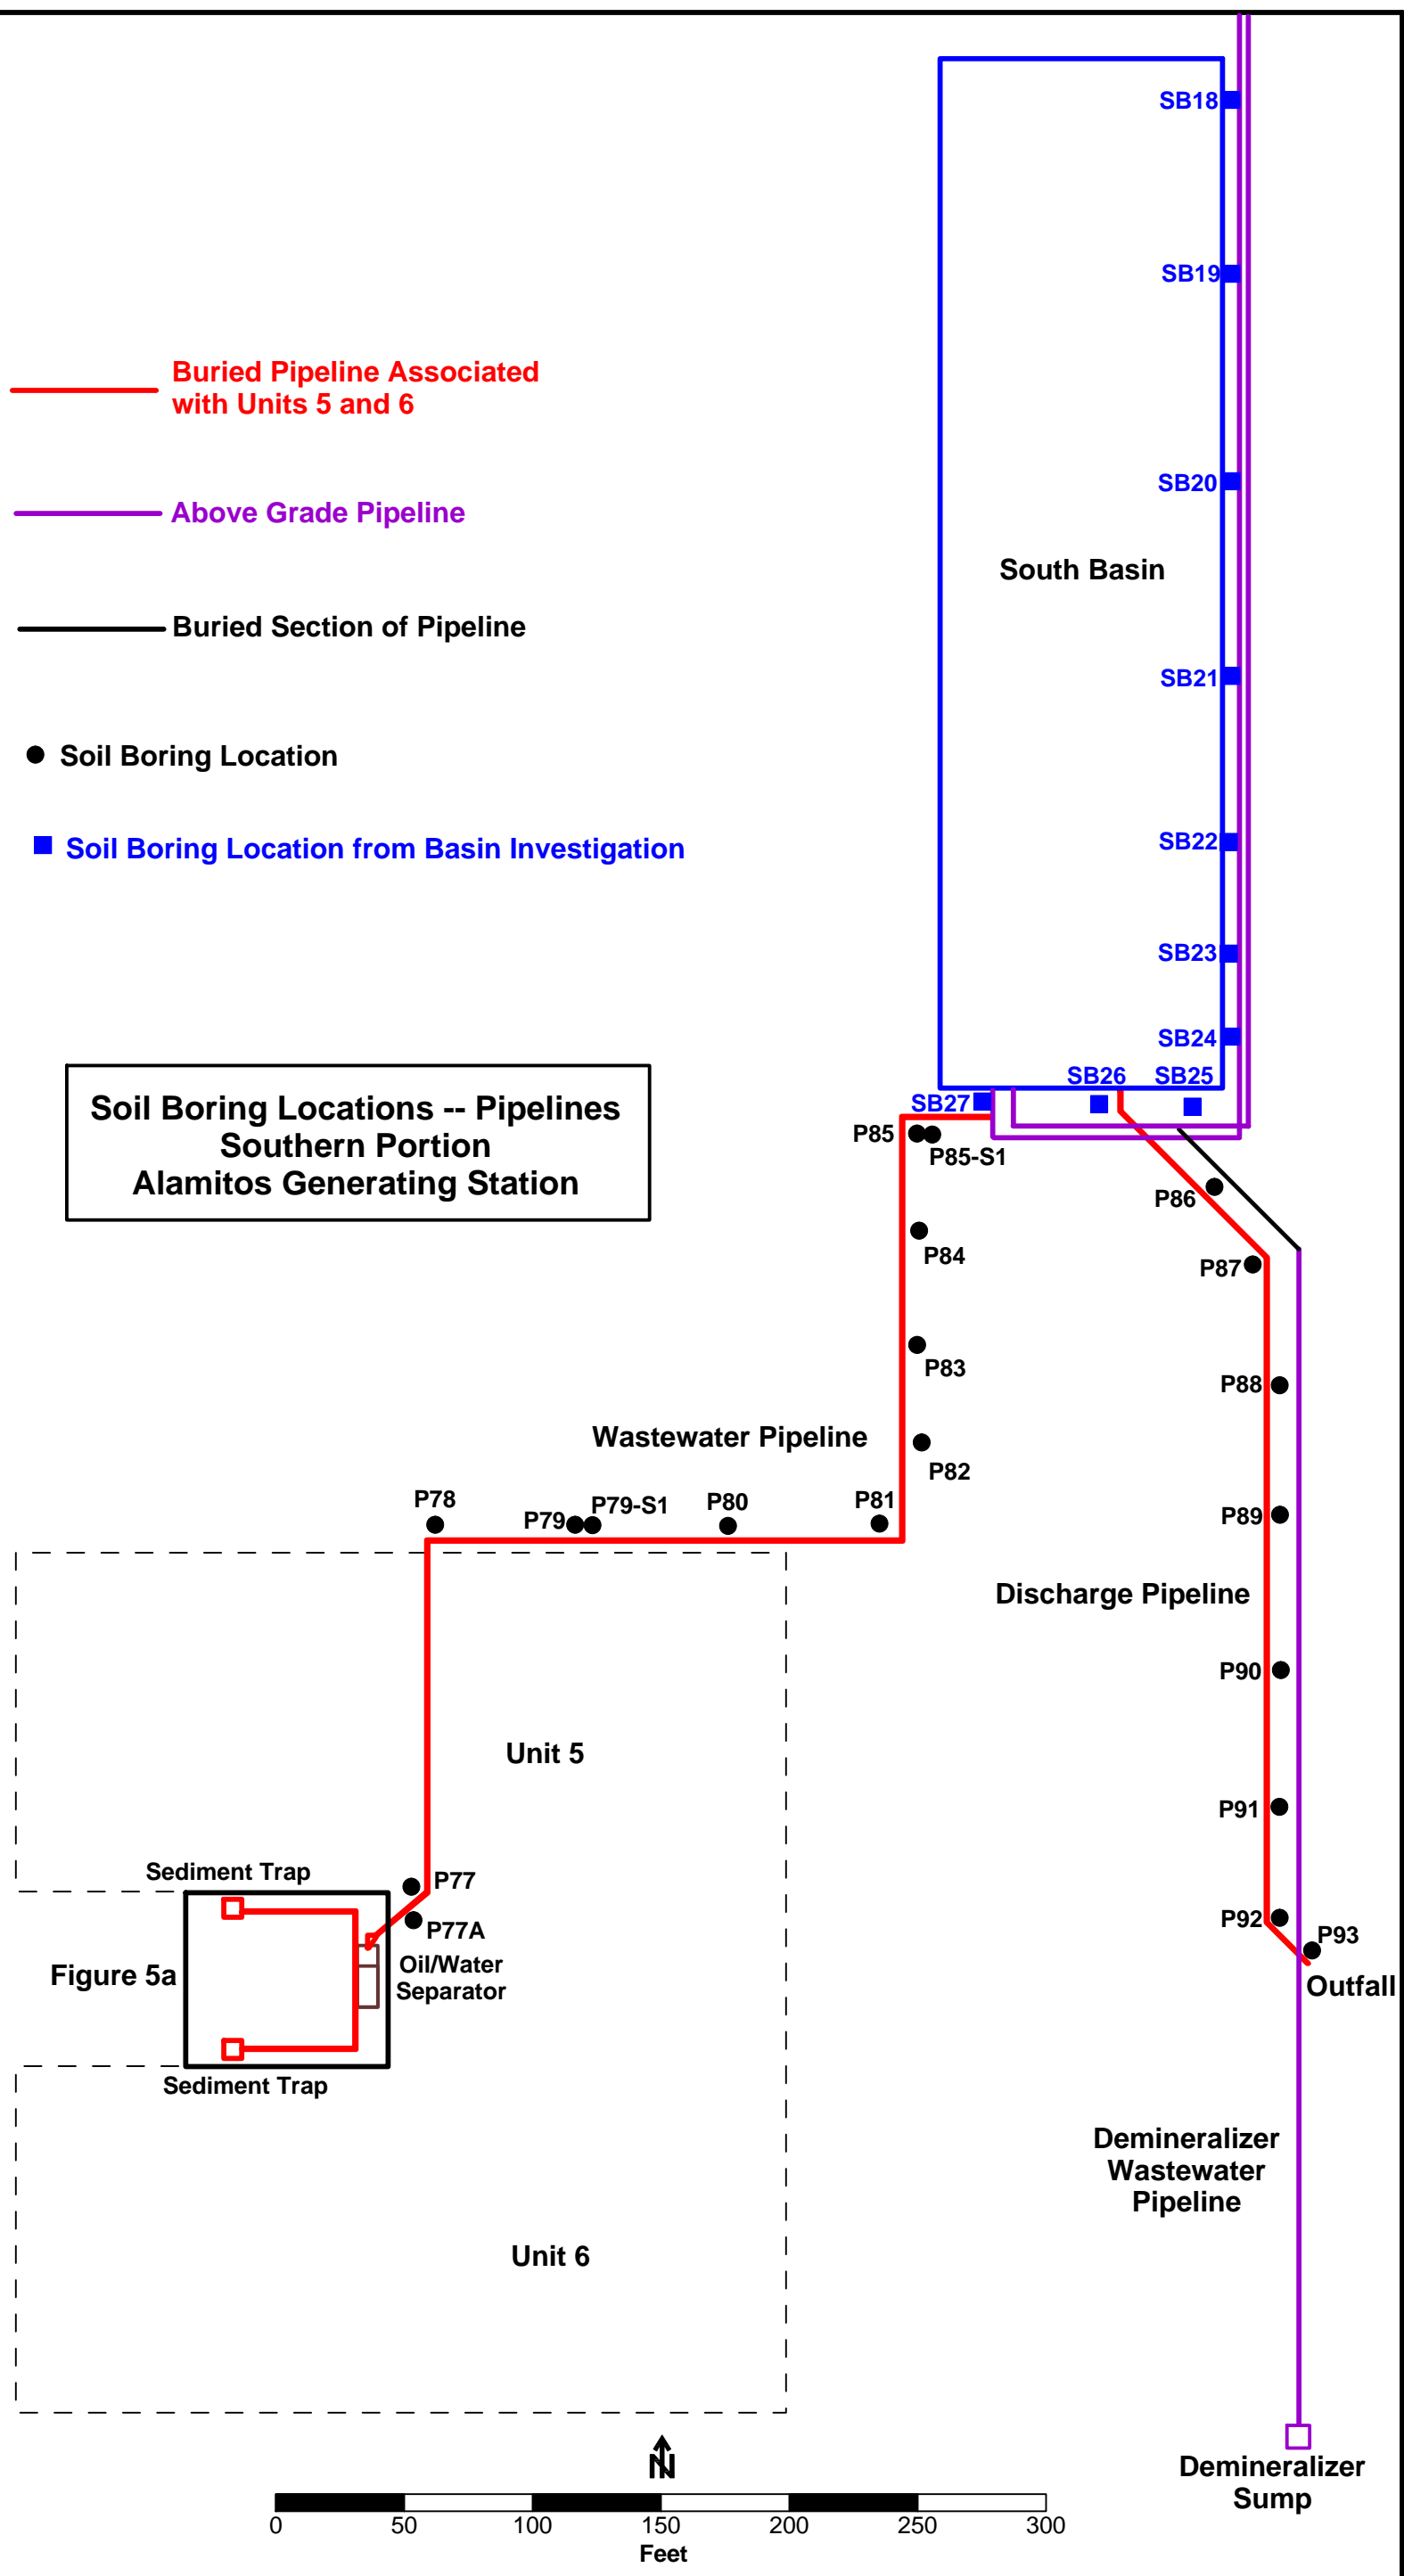 SB18
SB19
Buried Pipeline Associated
with Units 5 and 6
SB20
Above Grade Pipeline
South Basin
Buried Section of Pipeline
SB21
Soil Boring Location
SB22
Soil Boring Location from Basin Investigation
SB23
SB24
SB26
SB25
SB27
Soil Boring Locations -- Pipelines
Southern Portion
Alamitos Generating Station
P85
P85-S1
P86
P84
P87
P83
P88
Wastewater Pipeline
P82
P78
P79
P79-S1
P80
P81
P89
Discharge Pipeline
P90
Unit 5
P91
Sediment Trap
P77
P77A
P92
P93
Figure 5a
Oil/Water
Separator
Outfall
Sediment Trap
Demineralizer
Wastewater
Pipeline
Unit 6
N
Demineralizer
Sump
0 50 100 150 200 250 300
Feet